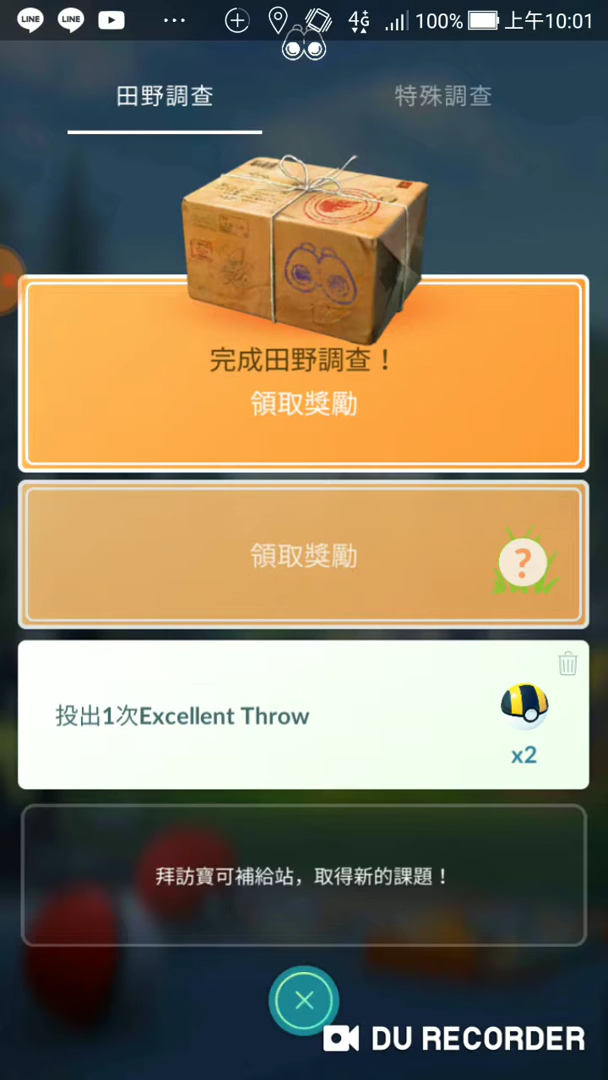 LINE LINE 4G 100% 上午10:01
田野調查 特殊調查
完成田野調查！
領取獎勵
領取獎勵
?
投出1次Excellent Throw
x2
拜訪寶可補給站，取得新的課題！
DU RECORDER